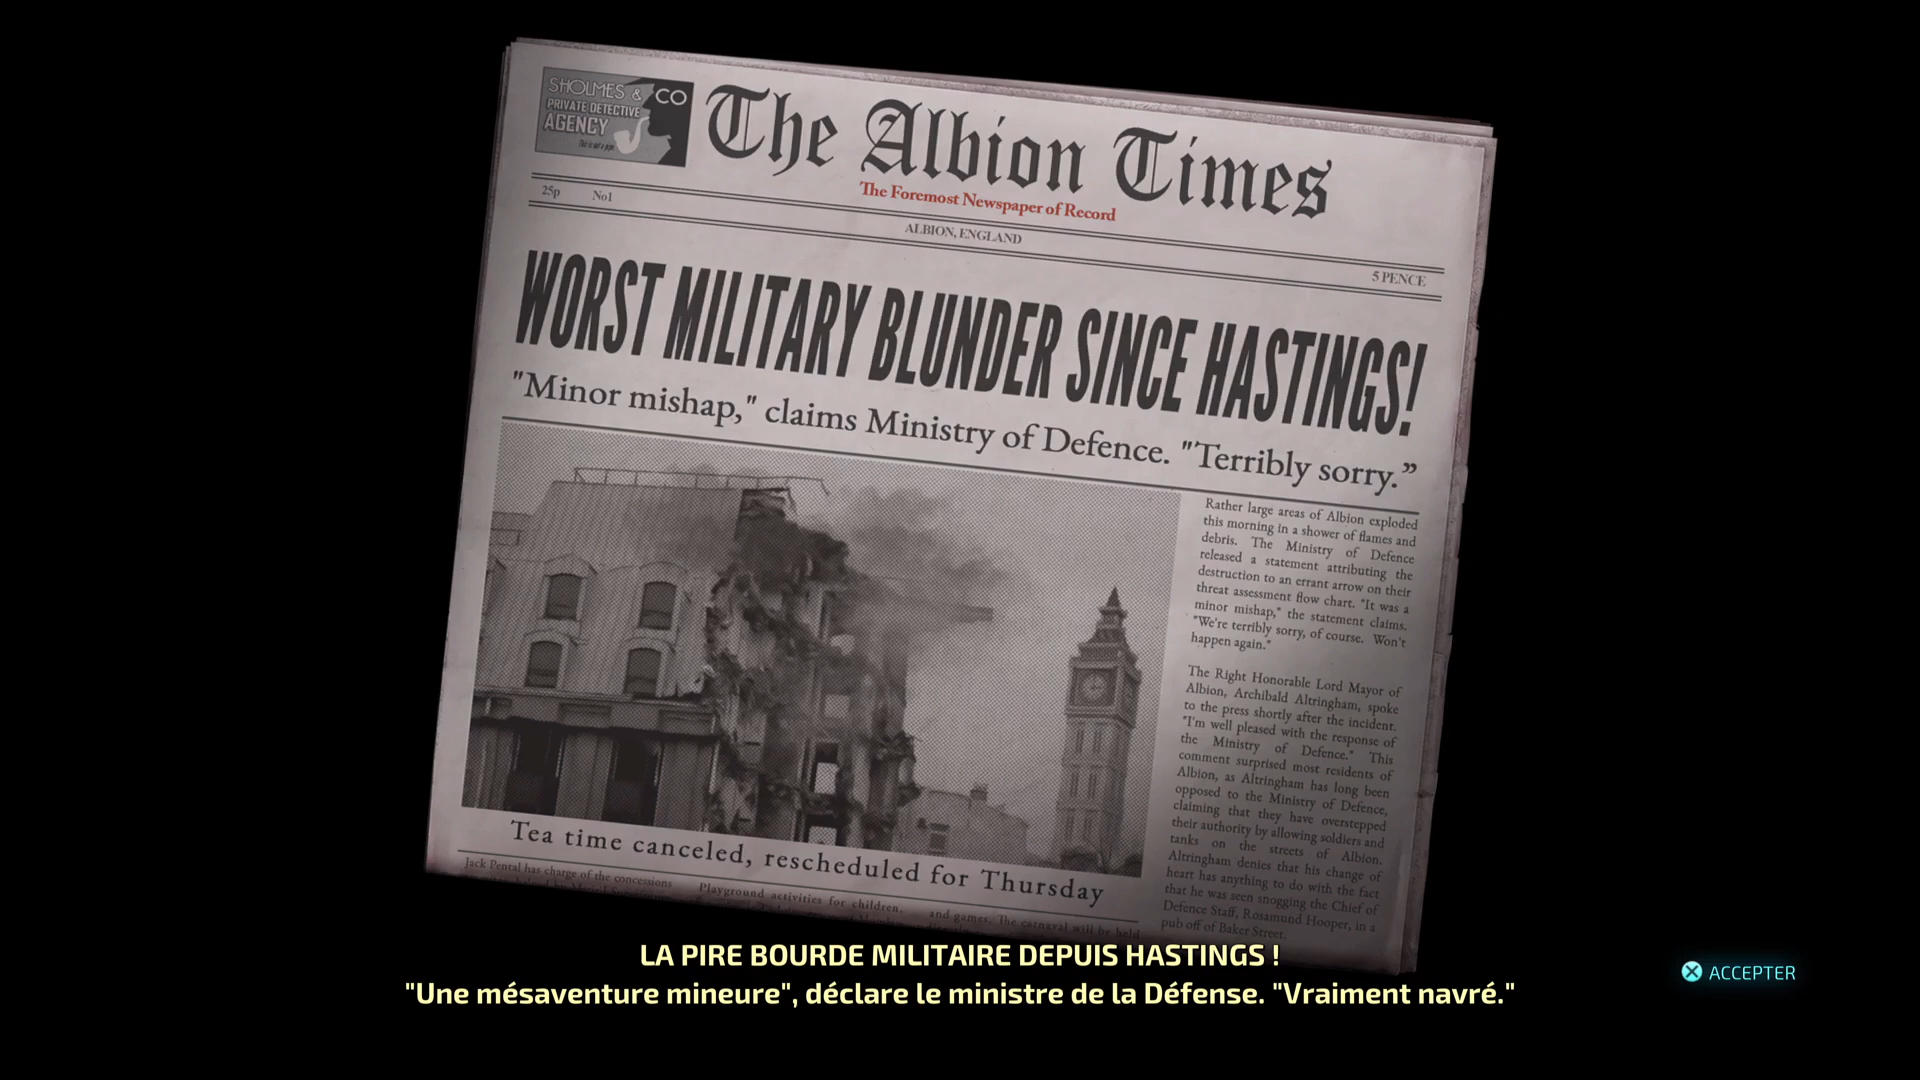 SHOLMES & CO
PRIVATE DETECTIVE
AGENCY
This is not a pipe
The Albion Times
The Foremost Newspaper of Record
25p No1
ALBION, ENGLAND
5 PENCE
WORST MILITARY BLUNDER SINCE HASTINGS!
"Minor mishap," claims Ministry of Defence. "Terribly sorry.”
Rather large areas of Albion exploded
this morning in a shower of flames and
debris. The Ministry of Defence
released a statement attributing the
destruction to an errant arrow on their
threat assessment flow chart. "It was a
minor mishap," the statement claims.
"We're terribly sorry, of course. Won't
happen again."
The Right Honorable Lord Mayor of
Albion, Archibald Altringham, spoke
to the press shortly after the incident.
"I'm well pleased with the response of
the Ministry of Defence." This
comment surprised most residents of
Albion, as Altringham has long been
opposed to the Ministry of Defence,
claiming that they have overstepped
their authority by allowing soldiers and
tanks on the streets of Albion.
Altringham denies that his change of
heart has anything to do with the fact
that he was seen snogging the Chief of
Defence Staff, Rosamund Hooper, in a
pub off of Baker Street.
Tea time canceled, rescheduled for Thursday
Jack Pental has charge of the concessions
Playground activities for children,
and games. The carnaval will be held
LA PIRE BOURDE MILITAIRE DEPUIS HASTINGS !
"Une mésaventure mineure", déclare le ministre de la Défense. "Vraiment navré."
ACCEPTER